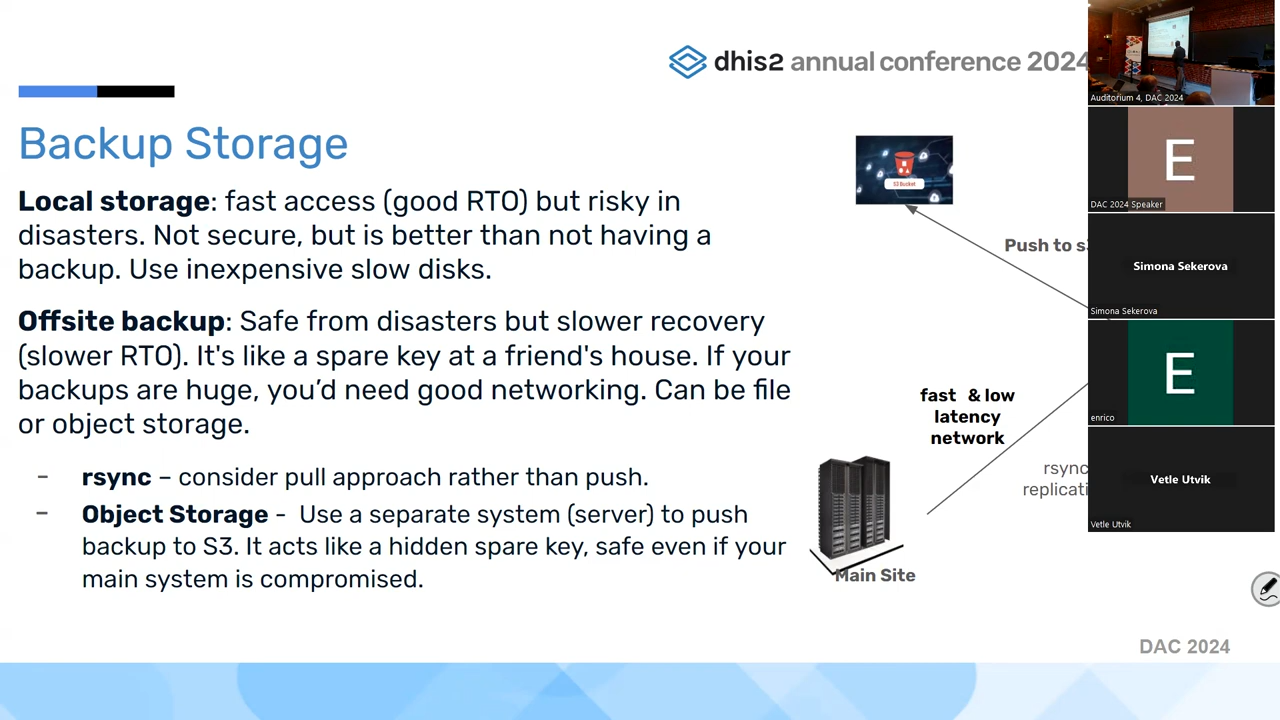 dhis2 annual conference 2024
Backup Storage
Local storage: fast access (good RTO) but risky in
disasters. Not secure, but is better than not having a
backup. Use inexpensive slow disks.
Offsite backup: Safe from disasters but slower recovery
(slower RTO). It's like a spare key at a friend's house. If your
backups are huge, you’d need good networking. Can be file
or object storage.
- rsync – consider pull approach rather than push.
- Object Storage - Use a separate system (server) to push
backup to S3. It acts like a hidden spare key, safe even if your
main system is compromised.
S3 Bucket
Push to s3
fast & low
latency
network
rsync
replicati
Main Site
DAC 2024
Auditorium 4, DAC 2024
E
DAC 2024 Speaker
Simona Sekerova
Simona Sekerova
E
enrico
Vetle Utvik
Vetle Utvik